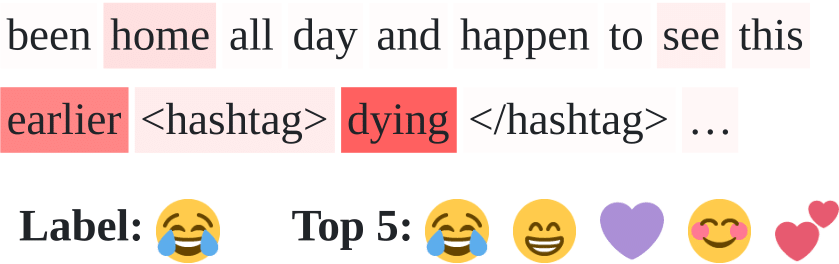 been home all day and happen to see this
earlier <hashtag> dying </hashtag> …
Label: 😂 Top 5: 😂 😁 💜 😊 💕